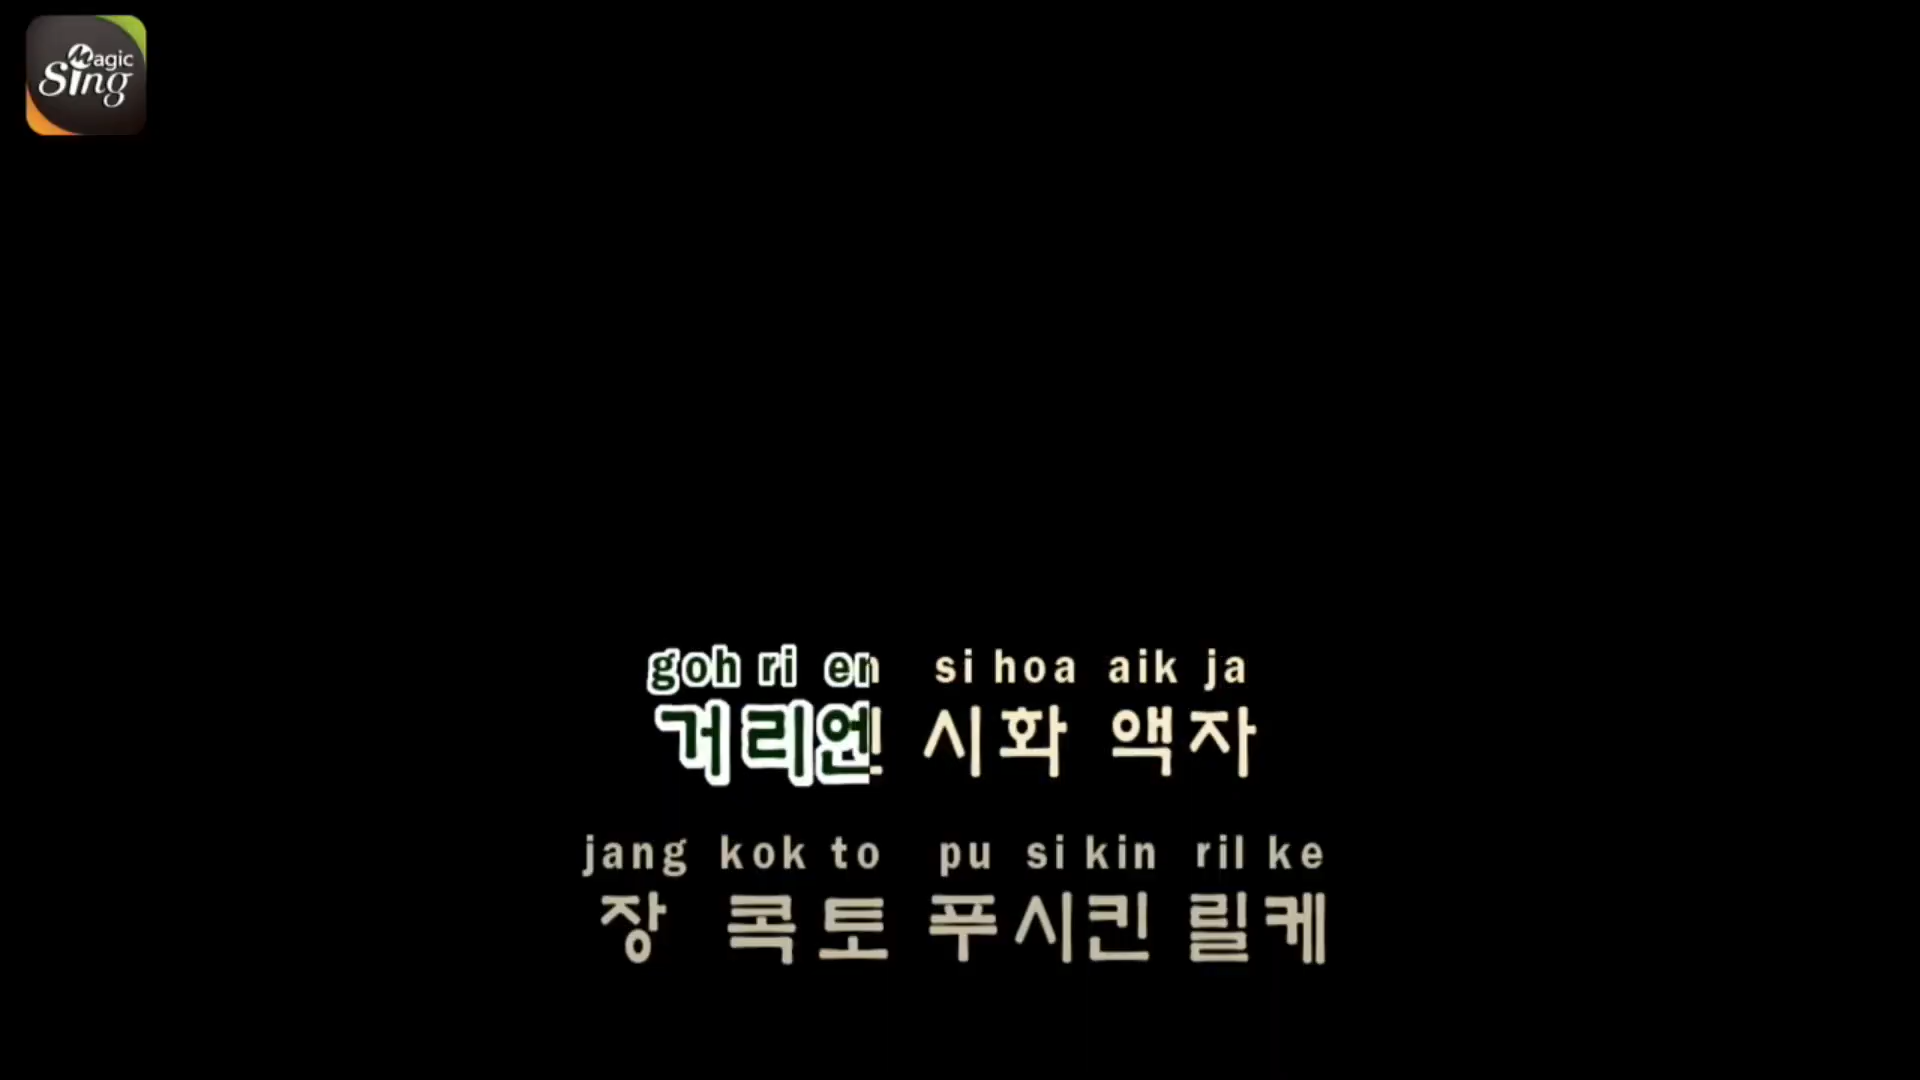 Magic
Sing
goh ri en si hoa aik ja
거리엔 시화 액자
jang kok to pu si kin ril ke
장 콕토 푸시킨 릴케